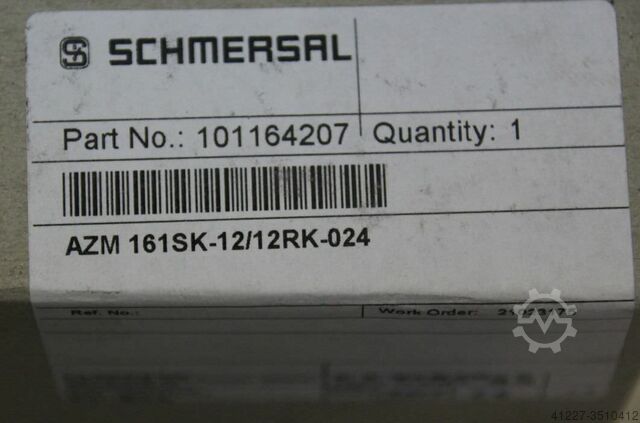 SCHMERSAL
Part No.: 101164207 Quantity: 1
AZM 161SK-12/12RK-024
Ref. No.: Work Order:
41227-3510412